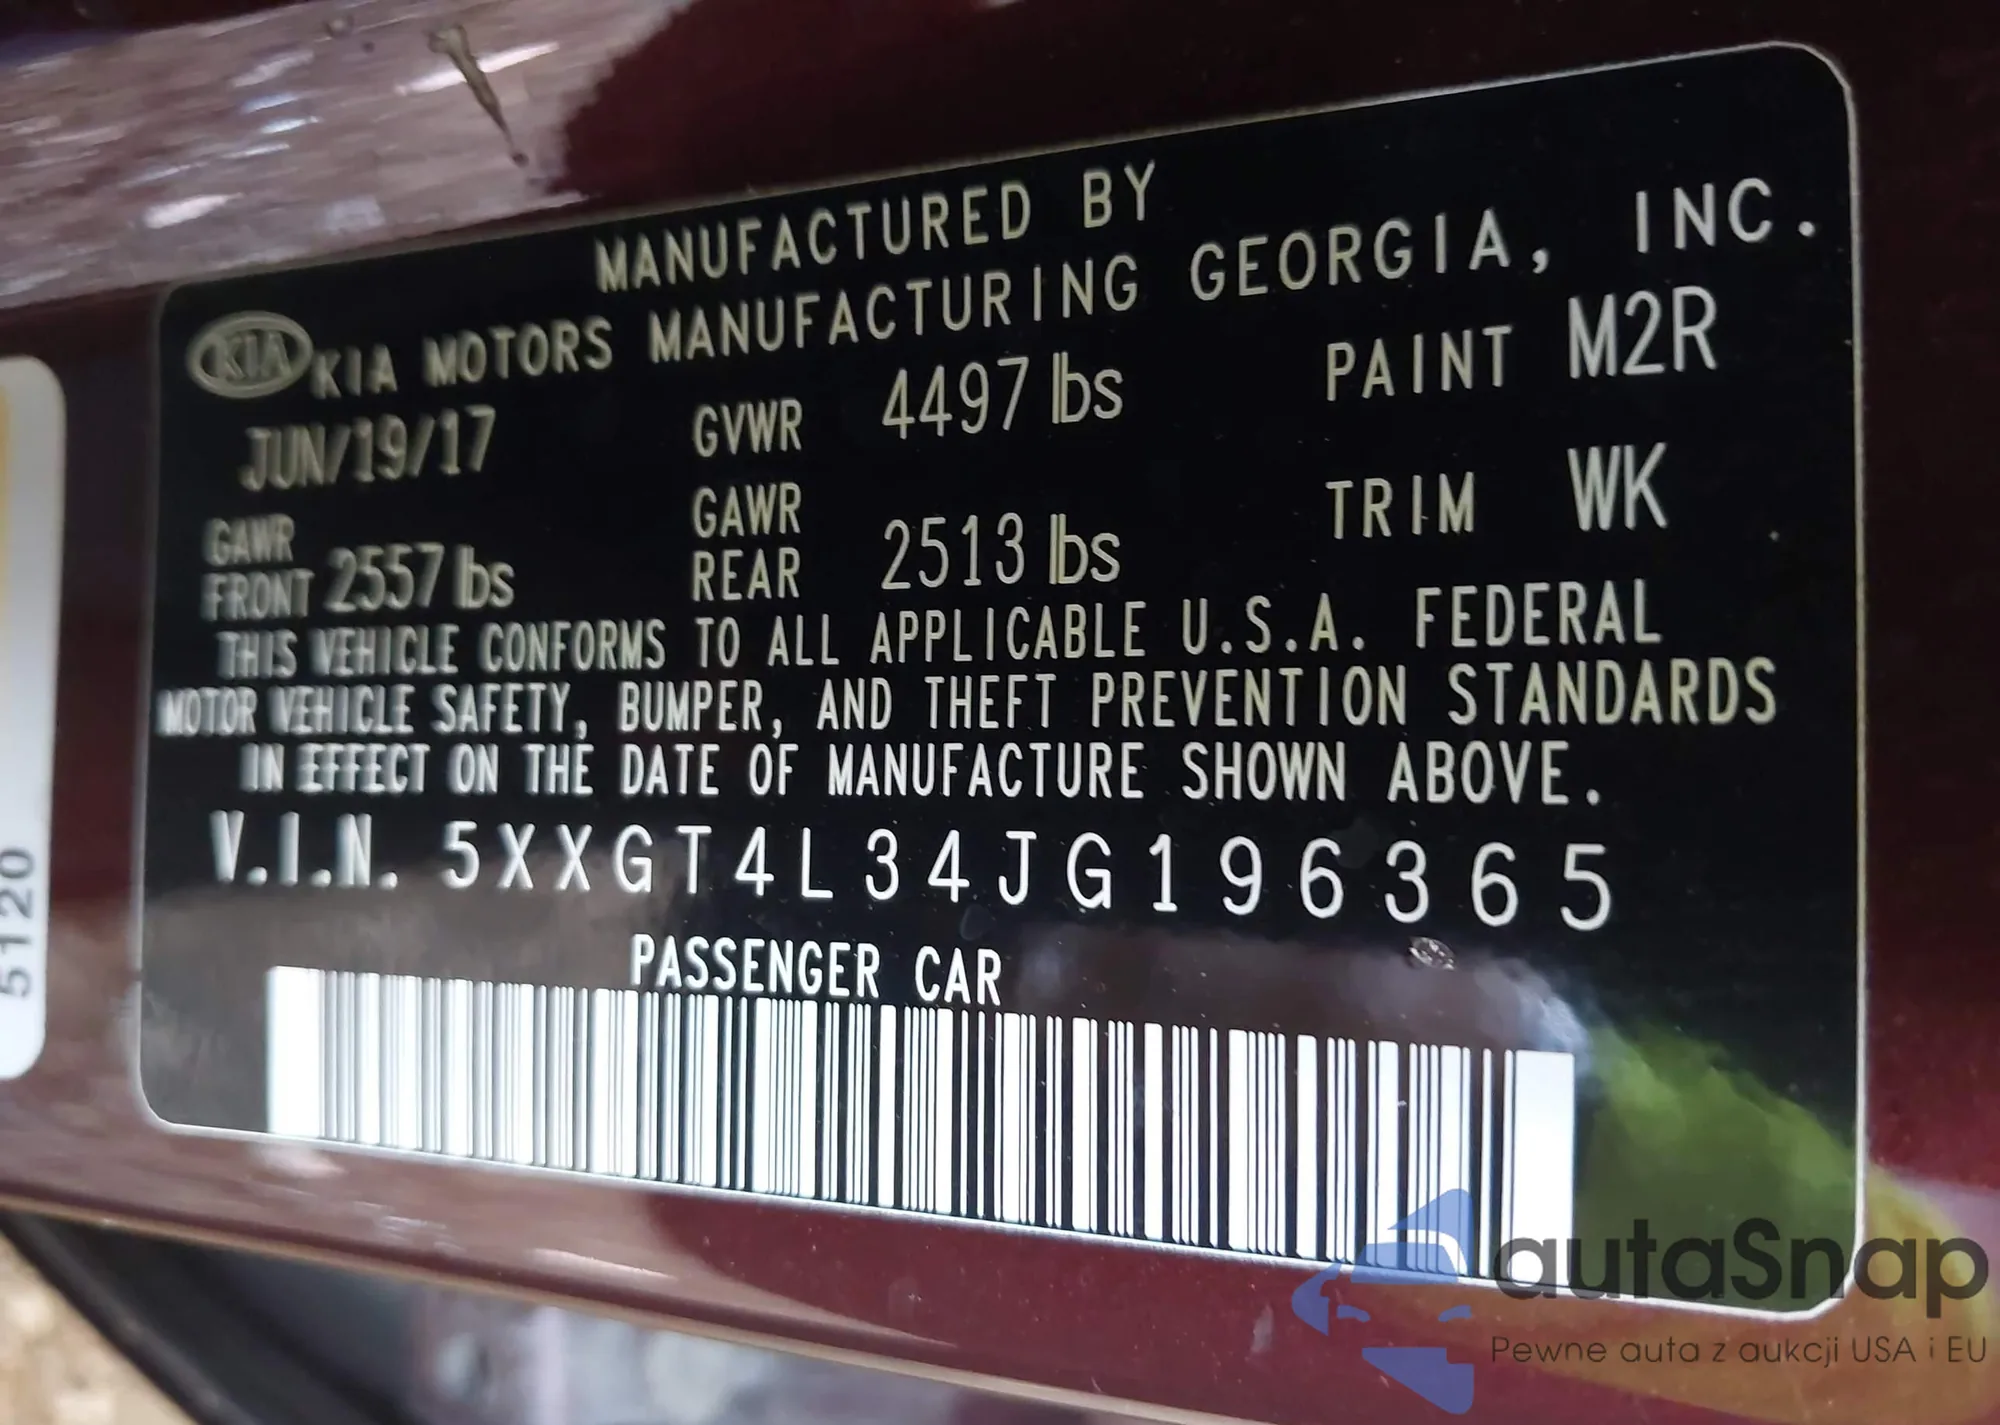 MANUFACTURED BY
KIA KIA MOTORS MANUFACTURING GEORGIA, INC.
JUN/19/17 GVWR 4497 lbs PAINT M2R
GAWR FRONT 2557 lbs GAWR REAR 2513 lbs TRIM WK
THIS VEHICLE CONFORMS TO ALL APPLICABLE U.S.A. FEDERAL
MOTOR VEHICLE SAFETY, BUMPER, AND THEFT PREVENTION STANDARDS
IN EFFECT ON THE DATE OF MANUFACTURE SHOWN ABOVE.
V.I.N. 5XXGT4L34JG196365
PASSENGER CAR
5120
autaSnap
Pewne auta z aukcji USA i EU